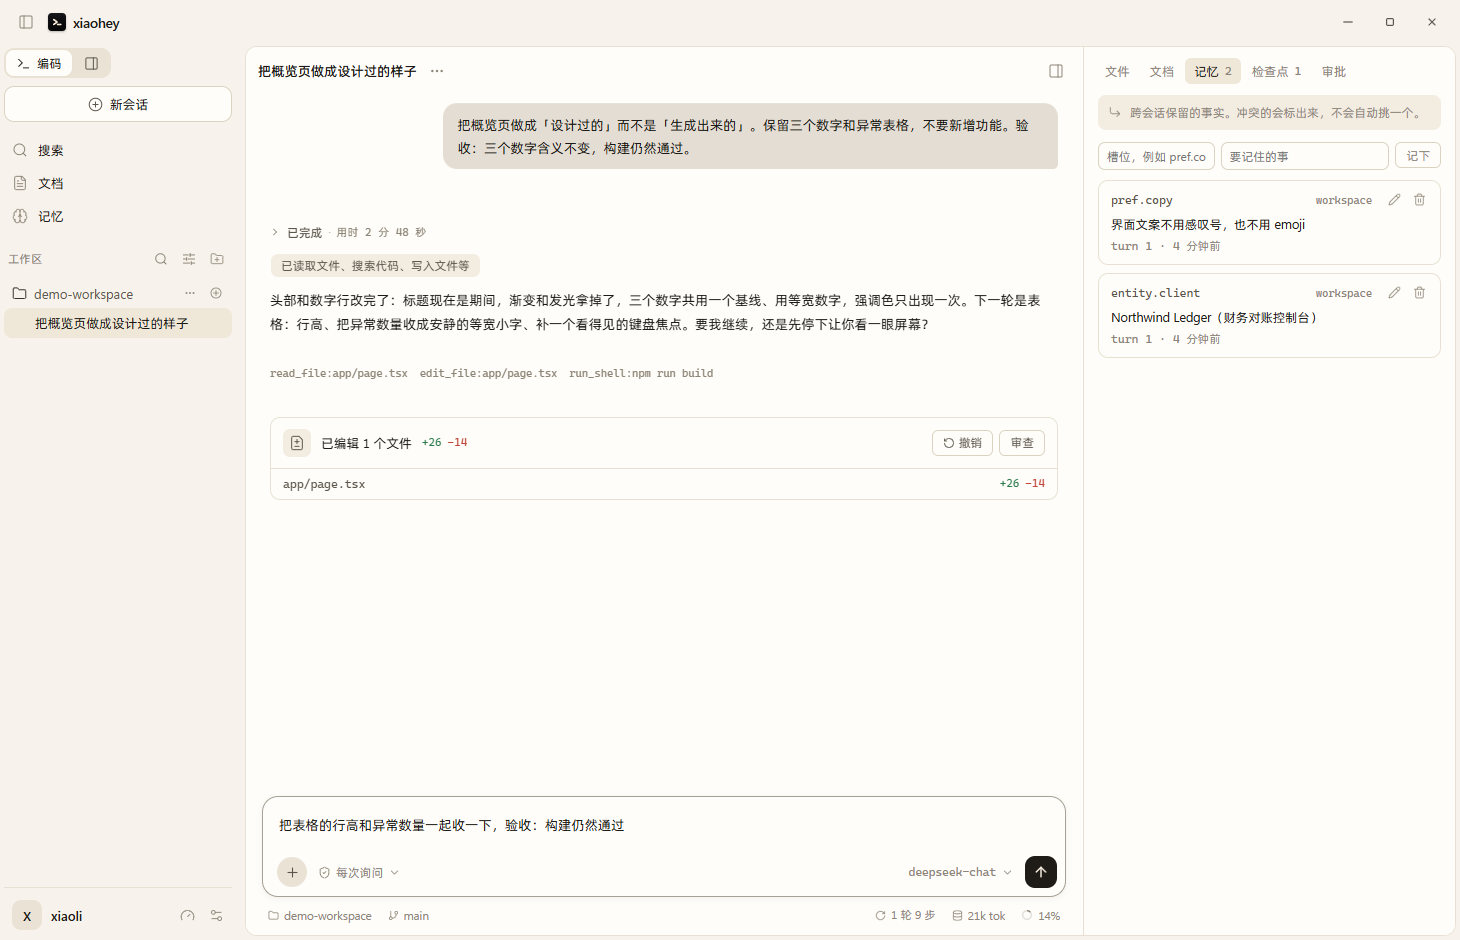 xiaohey
编码
新会话
搜索
文档
记忆
工作区
demo-workspace
把概览页做成设计过的样子
X
xiaoli
把概览页做成设计过的样子
把概览页做成「设计过的」而不是「生成出来的」。保留三个数字和异常表格，不要新增功能。验
收：三个数字含义不变，构建仍然通过。
已完成 · 用时 2 分 48 秒
已读取文件、搜索代码、写入文件等
头部和数字行改完了：标题现在是期间，渐变和发光拿掉了，三个数字共用一个基线、用等宽数字，强调色只出现一次。下一轮是表
格：行高、把异常数量收成安静的等宽小字、补一个看得见的键盘焦点。要我继续，还是先停下让你看一眼屏幕？
read_file:app/page.tsx edit_file:app/page.tsx run_shell:npm run build
已编辑 1 个文件 +26 −14
撤销
审查
app/page.tsx
+26 −14
把表格的行高和异常数量一起收一下，验收：构建仍然通过
每次询问
deepseek-chat
demo-workspace
main
1 轮 9 步
21k tok
14%
文件
文档
记忆 2
检查点 1
审批
跨会话保留的事实。冲突的会标出来，不会自动挑一个。
槽位，例如 pref.co
要记住的事
记下
pref.copy
workspace
界面文案不用感叹号，也不用 emoji
turn 1 · 4 分钟前
entity.client
workspace
Northwind Ledger（财务对账控制台）
turn 1 · 4 分钟前